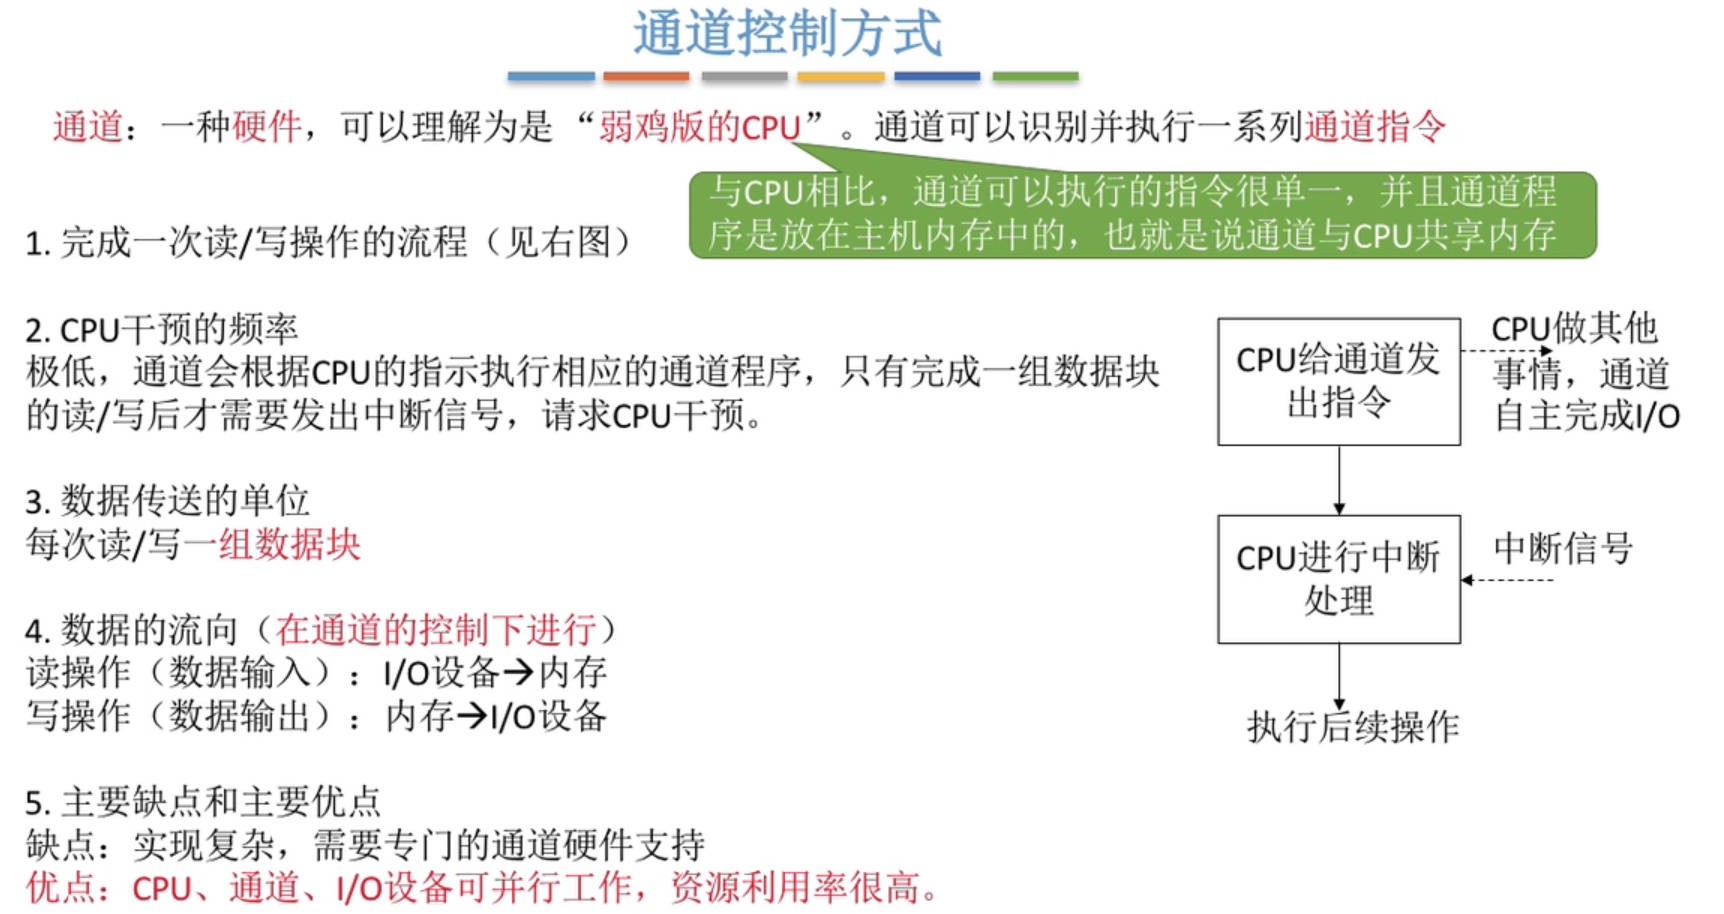 通道控制方式
通道：一种硬件，可以理解为是 “弱鸡版的CPU”。通道可以识别并执行一系列通道指令
与CPU相比，通道可以执行的指令很单一，并且通道程
序是放在主机内存中的，也就是说通道与CPU共享内存
1. 完成一次读/写操作的流程（见右图）
2. CPU干预的频率
极低，通道会根据CPU的指示执行相应的通道程序，只有完成一组数据块
的读/写后才需要发出中断信号，请求CPU干预。
3. 数据传送的单位
每次读/写一组数据块
4. 数据的流向（在通道的控制下进行）
读操作（数据输入）：I/O设备→内存
写操作（数据输出）：内存→I/O设备
5. 主要缺点和主要优点
缺点：实现复杂，需要专门的通道硬件支持
优点：CPU、通道、I/O设备可并行工作，资源利用率很高。
CPU给通道发
出指令
CPU做其他
事情，通道
自主完成I/O
CPU进行中断
处理
中断信号
执行后续操作